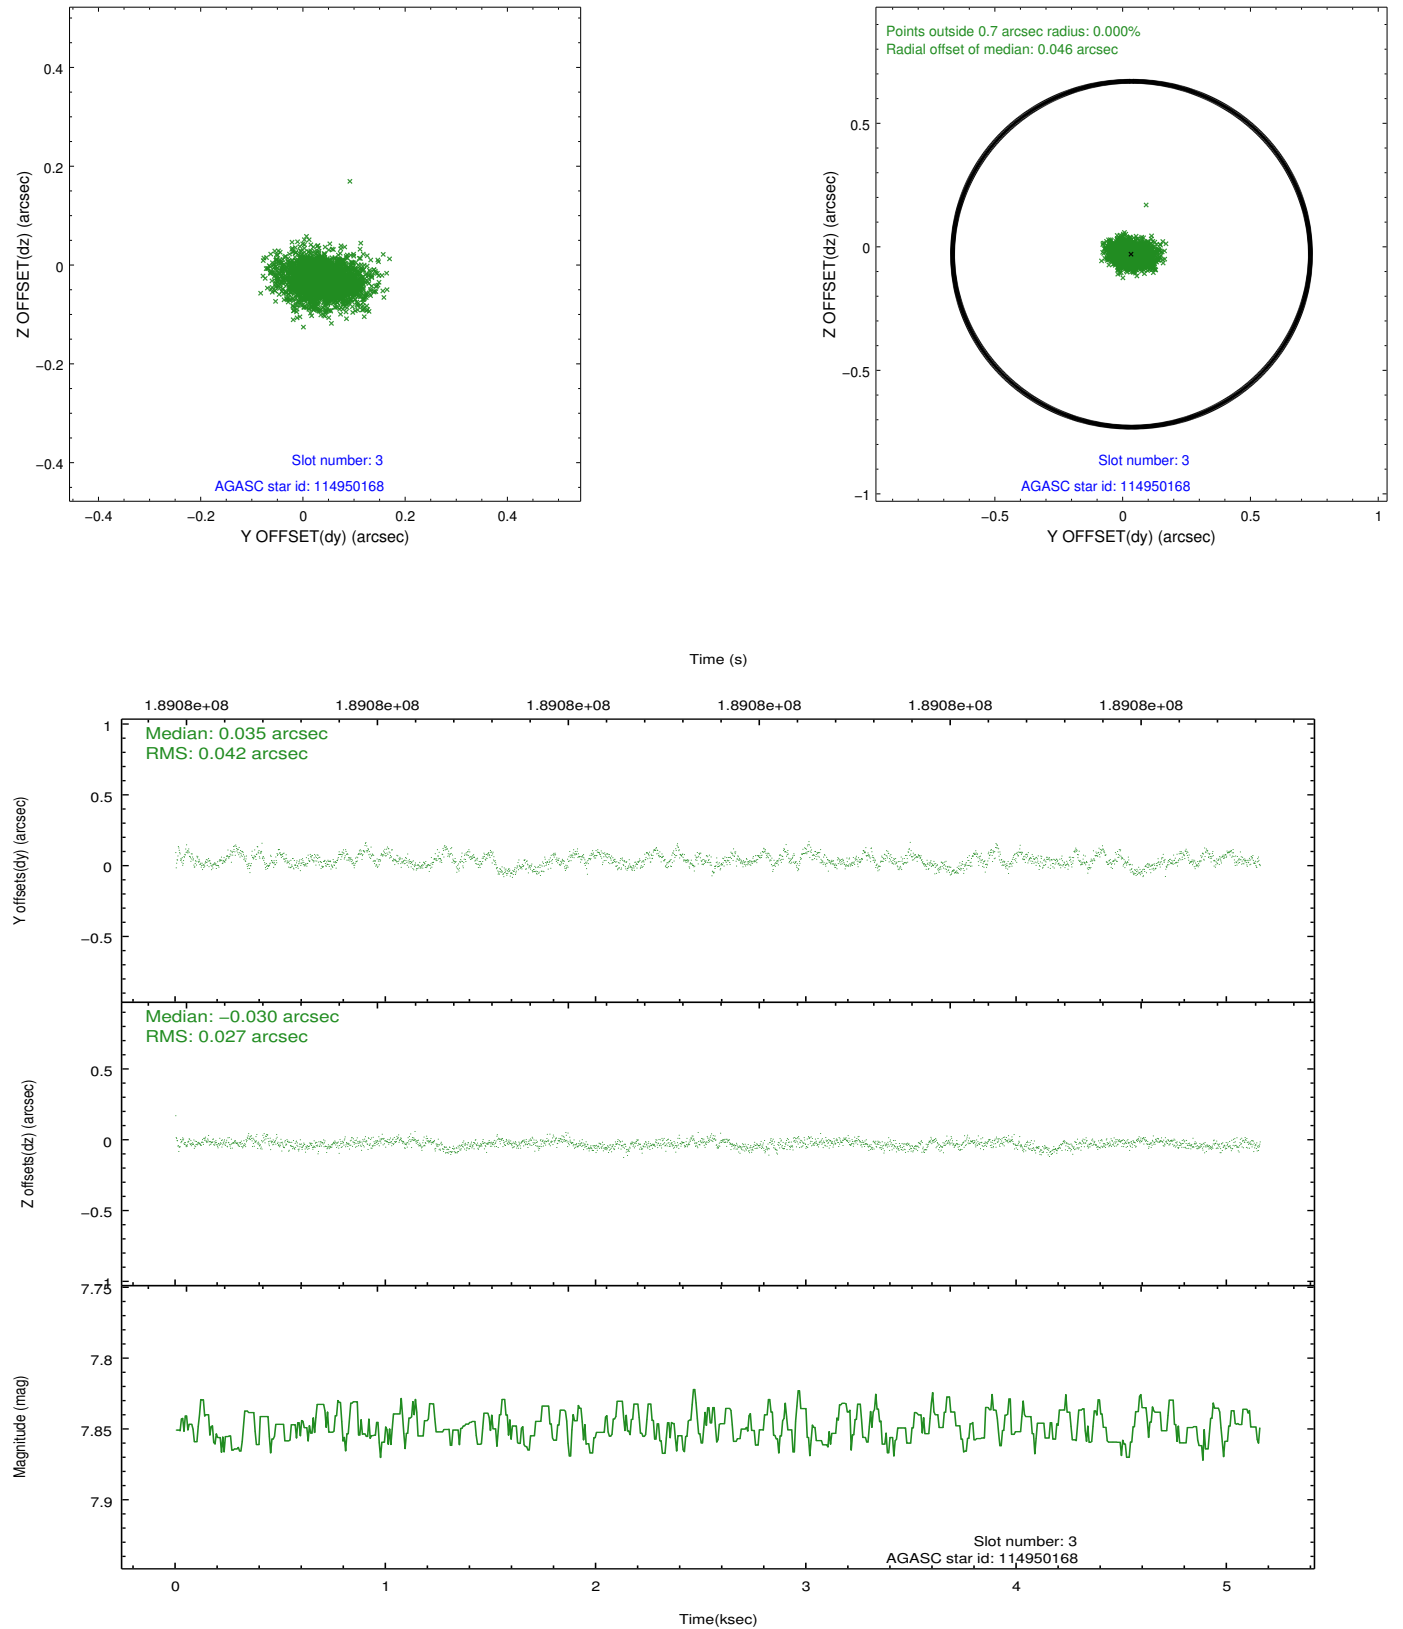 0.4
0.2
0
−0.2
−0.4
Z OFFSET(dz) (arcsec)
Slot number: 3
AGASC star id: 114950168
−0.4 −0.2 0 0.2 0.4
Y OFFSET(dy) (arcsec)
Points outside 0.7 arcsec radius: 0.000%
Radial offset of median: 0.046 arcsec
0.5
0
−0.5
−1
Z OFFSET(dz) (arcsec)
Slot number: 3
AGASC star id: 114950168
−0.5 0 0.5 1
Y OFFSET(dy) (arcsec)
Time (s)
1.8908e+08 1.8908e+08 1.8908e+08 1.8908e+08 1.8908e+08 1.8908e+08
Median: 0.035 arcsec
RMS: 0.042 arcsec
1
0.5
0
−0.5
Y offsets(dy) (arcsec)
Median: −0.030 arcsec
RMS: 0.027 arcsec
0.5
0
−0.5
−1
Z offsets(dz) (arcsec)
7.75
7.8
7.85
7.9
Magnitude (mag)
Slot number: 3
AGASC star id: 114950168
0 1 2 3 4 5
Time(ksec)